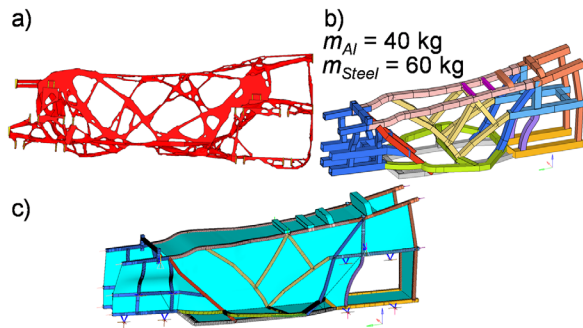 a)
b)
m_Al = 40 kg
m_Steel = 60 kg
c)